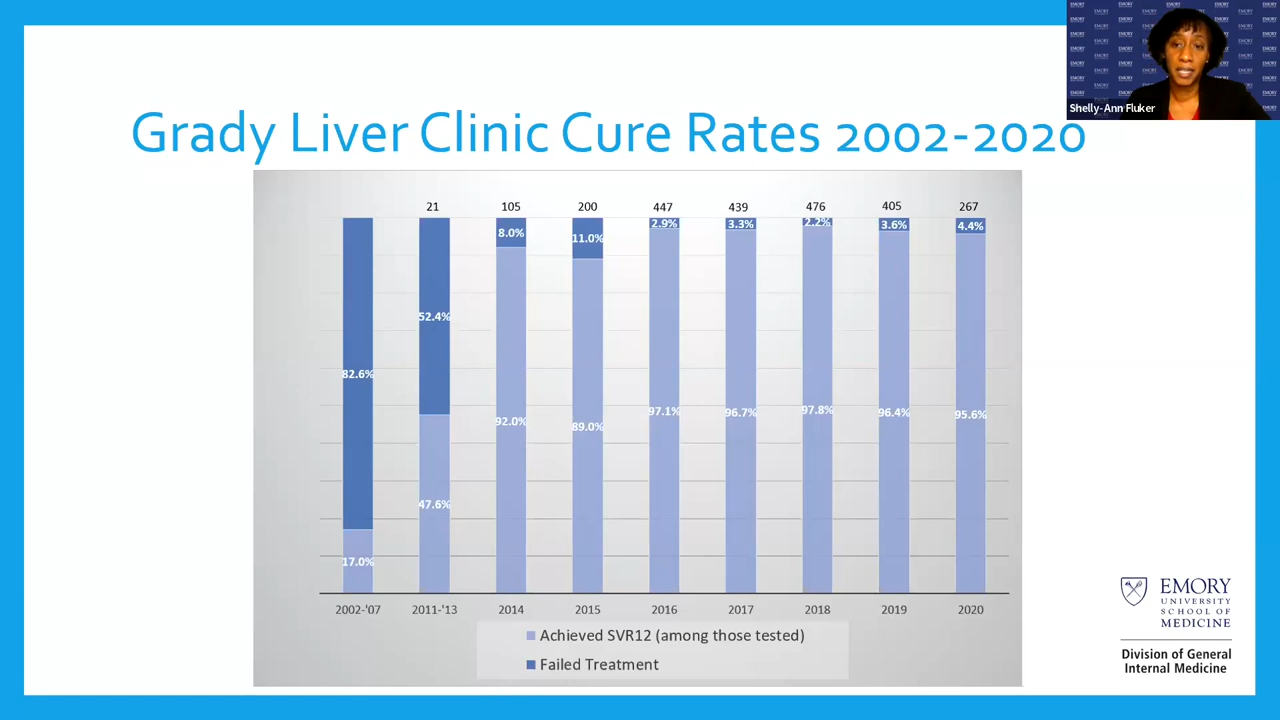 Shelly-Ann Fluker
Grady Liver Clinic Cure Rates 2002-2020
21 105 200 447 439 476 405 267
82.6% 52.4% 8.0% 11.0% 2.9% 3.3% 2.2% 3.6% 4.4%
17.0% 47.6% 92.0% 89.0% 97.1% 96.7% 97.8% 96.4% 95.6%
2002-'07 2011-'13 2014 2015 2016 2017 2018 2019 2020
Achieved SVR12 (among those tested)
Failed Treatment
EMORY
UNIVERSITY
SCHOOL OF
MEDICINE
Division of General
Internal Medicine